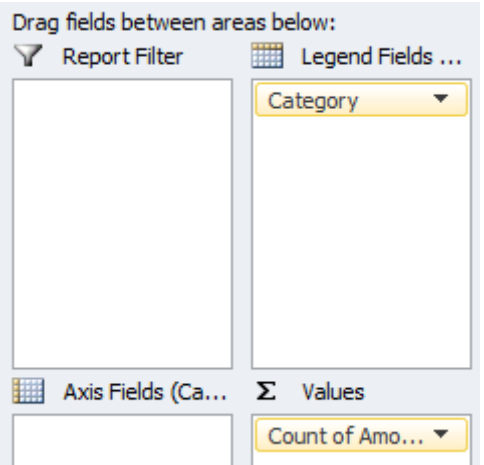 Drag fields between areas below:
Report Filter
Legend Fields ...
Category
Axis Fields (Ca...
Σ Values
Count of Amo...